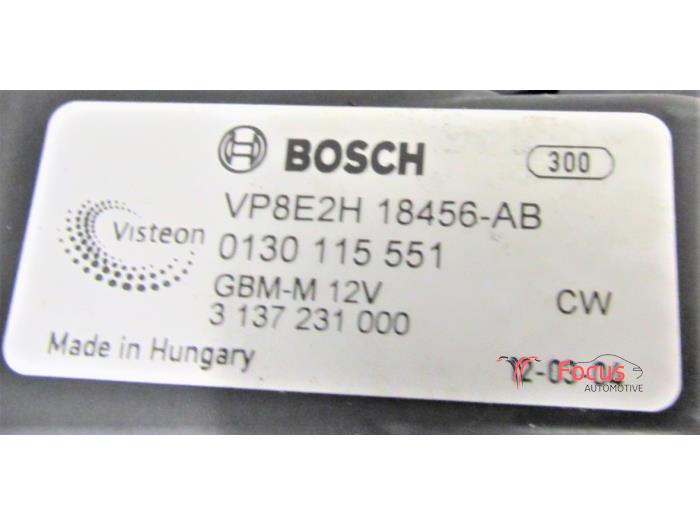 BOSCH 300
VP8E2H 18456-AB
Visteon
0130 115 551
GBM-M 12V CW
3 137 231 000
Made in Hungary
Focus
AUTOMOTIVE